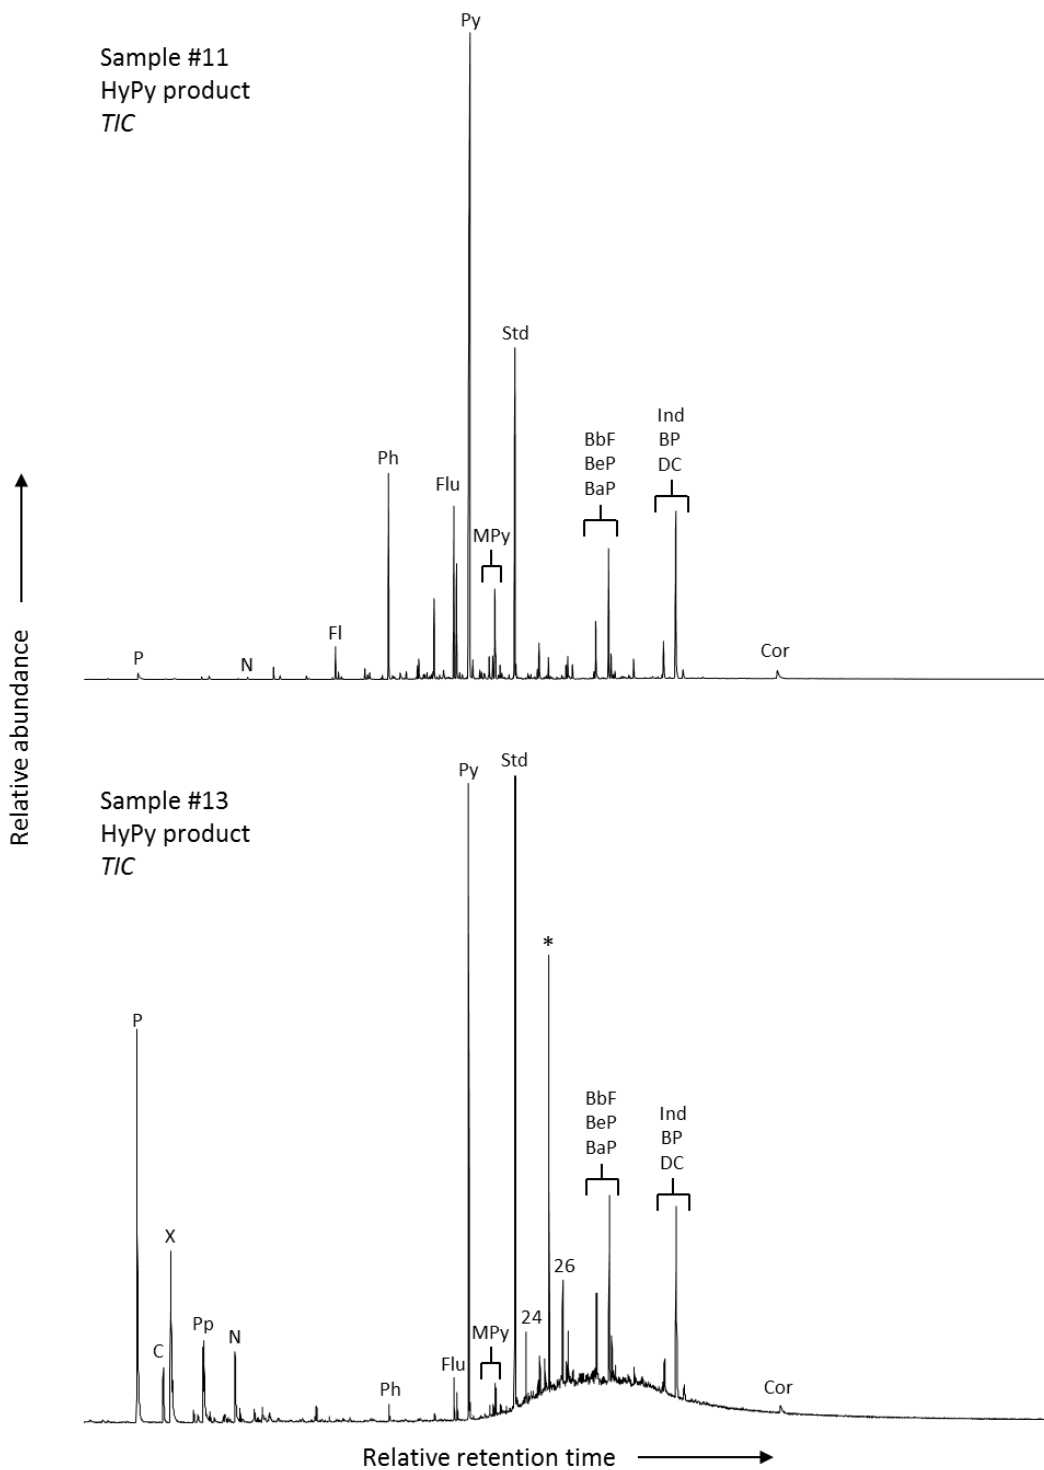 Sample #11
HyPy product
TIC
Py
Std
Ph
Flu
MPy
BbF
BeP
BaP
Ind
BP
DC
Fl
P
N
Cor
Relative abundance
Sample #13
HyPy product
TIC
Py
Std
*
P
X
C
Pp
N
Ph
Flu
MPy
24
26
BbF
BeP
BaP
Ind
BP
DC
Cor
Relative retention time